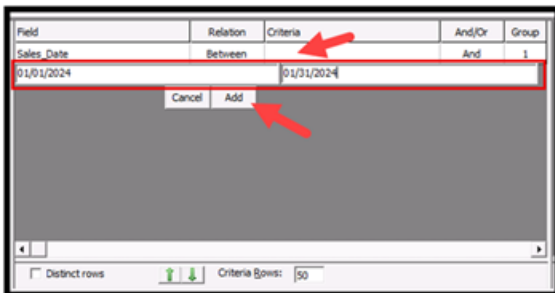 Field Relation Criteria And/Or Group
Sales_Date Between And 1
01/01/2024 01/31/2024
Cancel Add
Distinct rows Criteria Rows: 50